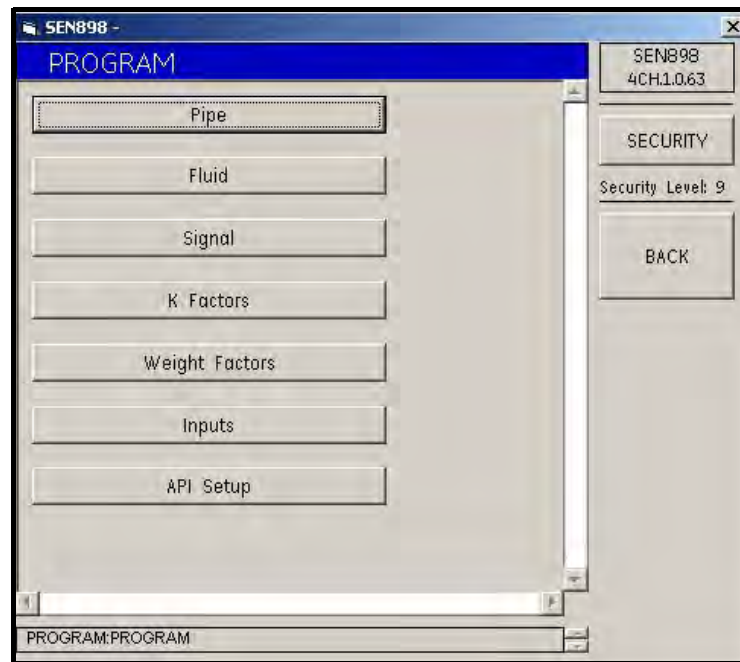 SEN898 -
PROGRAM
Pipe
Fluid
Signal
K Factors
Weight Factors
Inputs
API Setup
PROGRAM:PROGRAM
SEN898
4CH.1.0.63
SECURITY
Security Level: 9
BACK